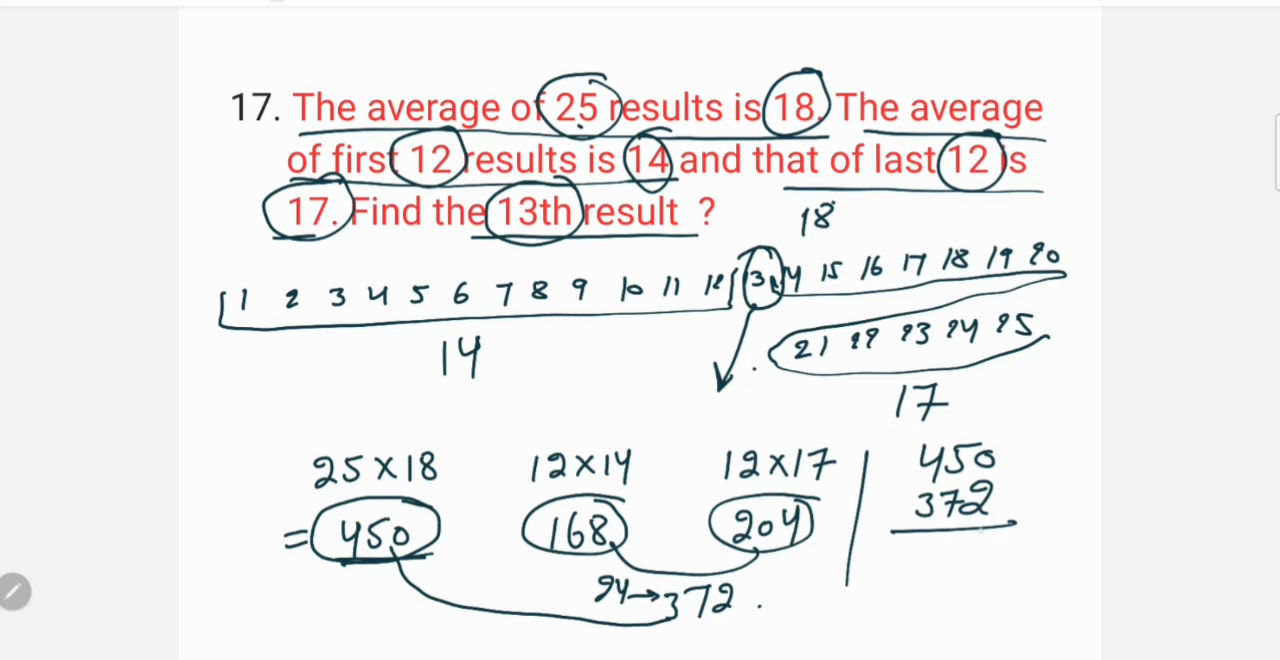 17. The average of 25 results is 18. The average
of first 12 results is 14 and that of last 12 is
17. Find the 13th result ?
18
1 2 3 4 5 6 7 8 9 10 11 12 13 14 15 16 17 18 19 20
21 22 23 24 25
14
17
25×18 12×14 12×17 450
=450 168 204 372
24→372.